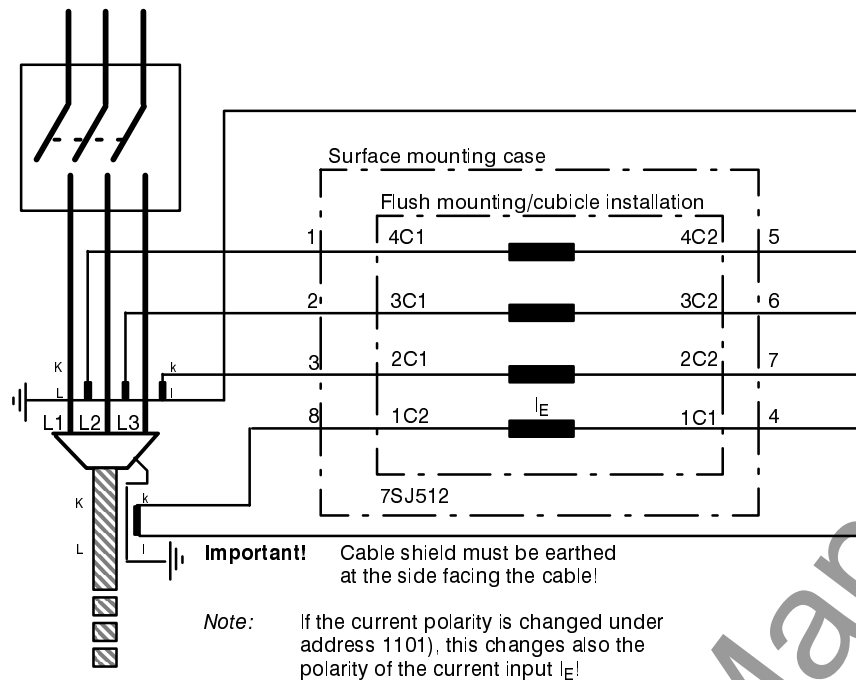 Surface mounting case
Flush mounting/cubicle installation
1 4C1 4C2 5
2 3C1 3C2 6
3 2C1 2C2 7
I_E
8 1C2 1C1 4
7SJ512
K k
L l
L1 L2 L3
K k
L l
Important! Cable shield must be earthed
at the side facing the cable!
Note: If the current polarity is changed under
address 1101), this changes also the
polarity of the current input I_E!